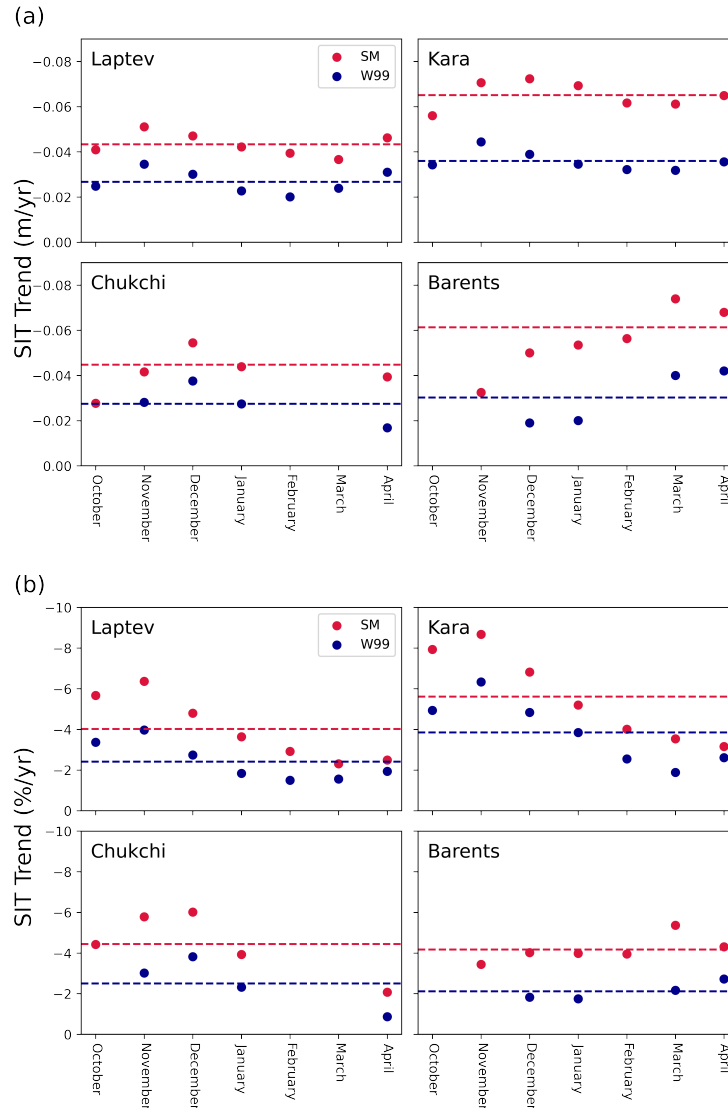 (a)
SIT Trend (m/yr)
Laptev
SM
W99
−0.08
−0.06
−0.04
−0.02
0.00
Kara
Chukchi
−0.08
−0.06
−0.04
−0.02
0.00
Barents
October
November
December
January
February
March
April
October
November
December
January
February
March
April
(b)
SIT Trend (%/yr)
Laptev
SM
W99
−10
−8
−6
−4
−2
0
Kara
Chukchi
−10
−8
−6
−4
−2
0
Barents
October
November
December
January
February
March
April
October
November
December
January
February
March
April